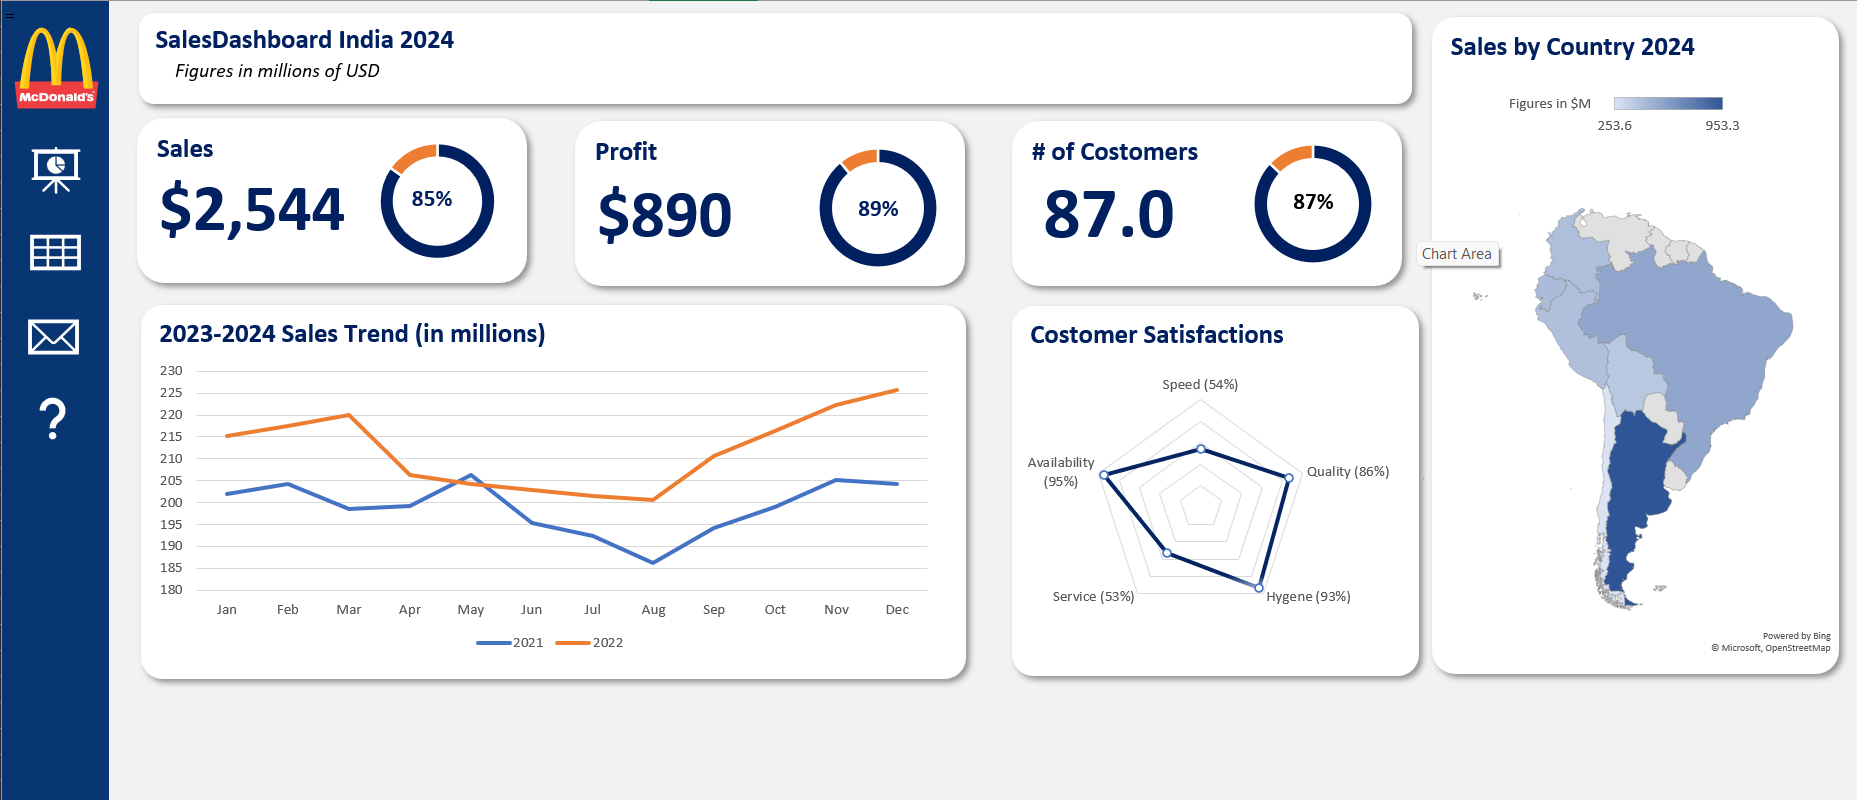 =
McDonald's
SalesDashboard India 2024
Figures in millions of USD
Sales
$2,544
85%
Profit
$890
89%
# of Costomers
87.0
87%
2023-2024 Sales Trend (in millions)
230
225
220
215
210
205
200
195
190
185
180
Jan Feb Mar Apr May Jun Jul Aug Sep Oct Nov Dec
2021 2022
Costomer Satisfactions
Speed (54%)
Quality (86%)
Hygene (93%)
Service (53%)
Availability
(95%)
Sales by Country 2024
Figures in $M
253.6 953.3
Chart Area
Powered by Bing
© Microsoft, OpenStreetMap
?